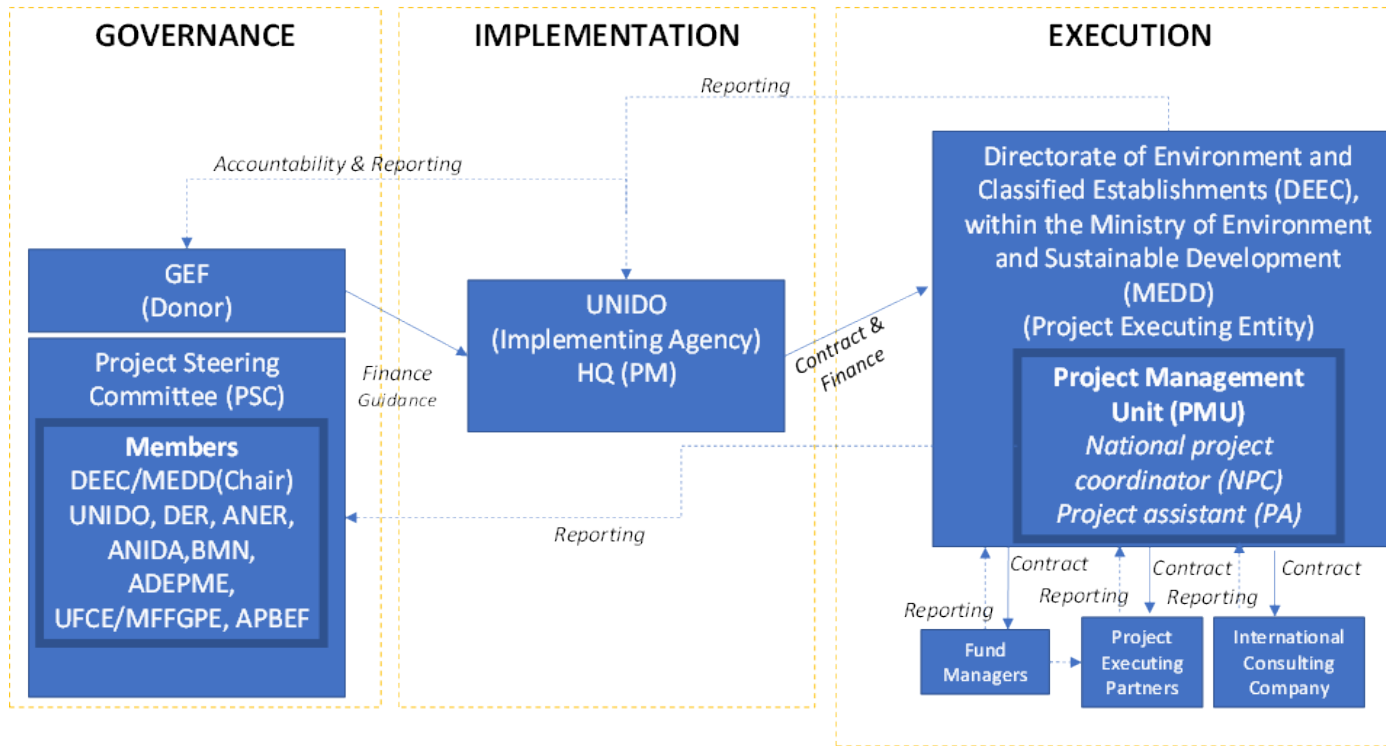 GOVERNANCE
IMPLEMENTATION
EXECUTION
Reporting
Accountability & Reporting
GEF
(Donor)
Project Steering
Committee (PSC)
Members
DEEC/MEDD(Chair)
UNIDO, DER, ANER,
ANIDA,BMN,
ADEPME,
UFCE/MFFGPE, APBEF
Finance
Guidance
UNIDO
(Implementing Agency)
HQ (PM)
Contract &
Finance
Reporting
Directorate of Environment and
Classified Establishments (DEEC),
within the Ministry of Environment
and Sustainable Development
(MEDD)
(Project Executing Entity)
Project Management
Unit (PMU)
National project
coordinator (NPC)
Project assistant (PA)
Contract
Contract
Contract
Reporting
Reporting
Reporting
Fund
Managers
Project
Executing
Partners
International
Consulting
Company